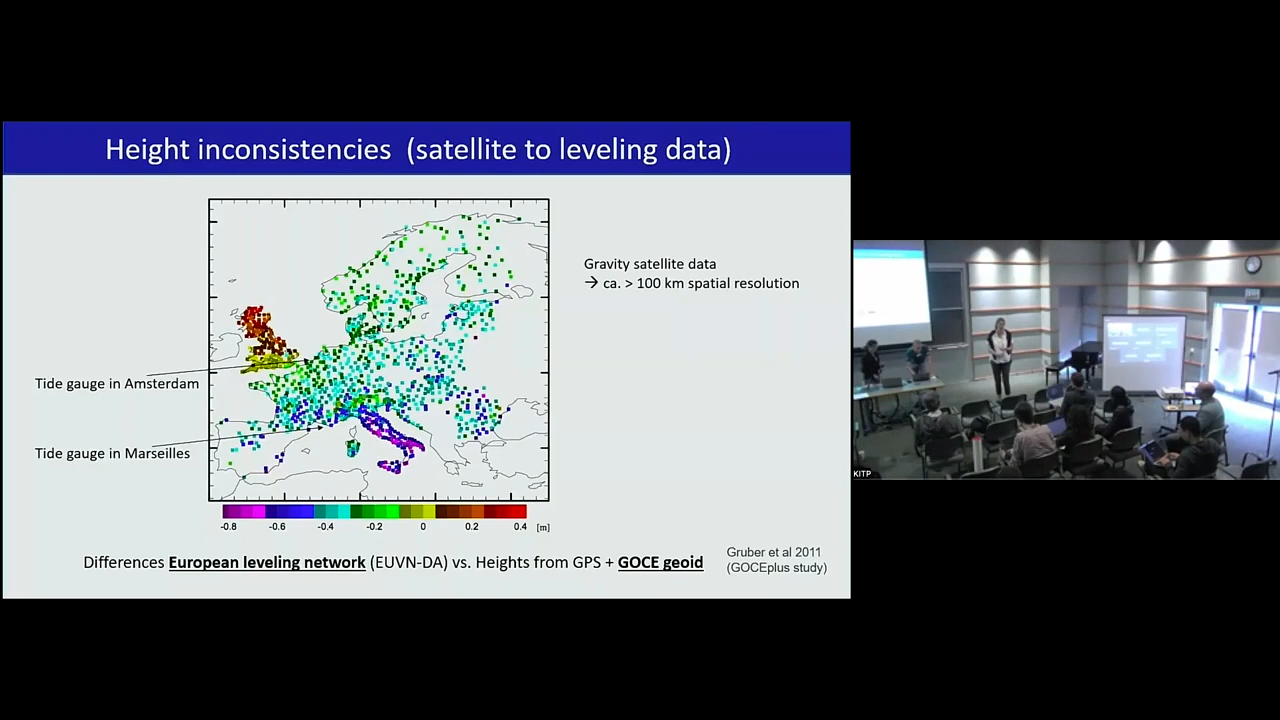 Height inconsistencies (satellite to leveling data)
Gravity satellite data
→ ca. > 100 km spatial resolution
Tide gauge in Amsterdam
Tide gauge in Marseilles
-0.8 -0.6 -0.4 -0.2 0 0.2 0.4 [m]
Differences European leveling network (EUVN-DA) vs. Heights from GPS + GOCE geoid
Gruber et al 2011
(GOCEplus study)
KITP